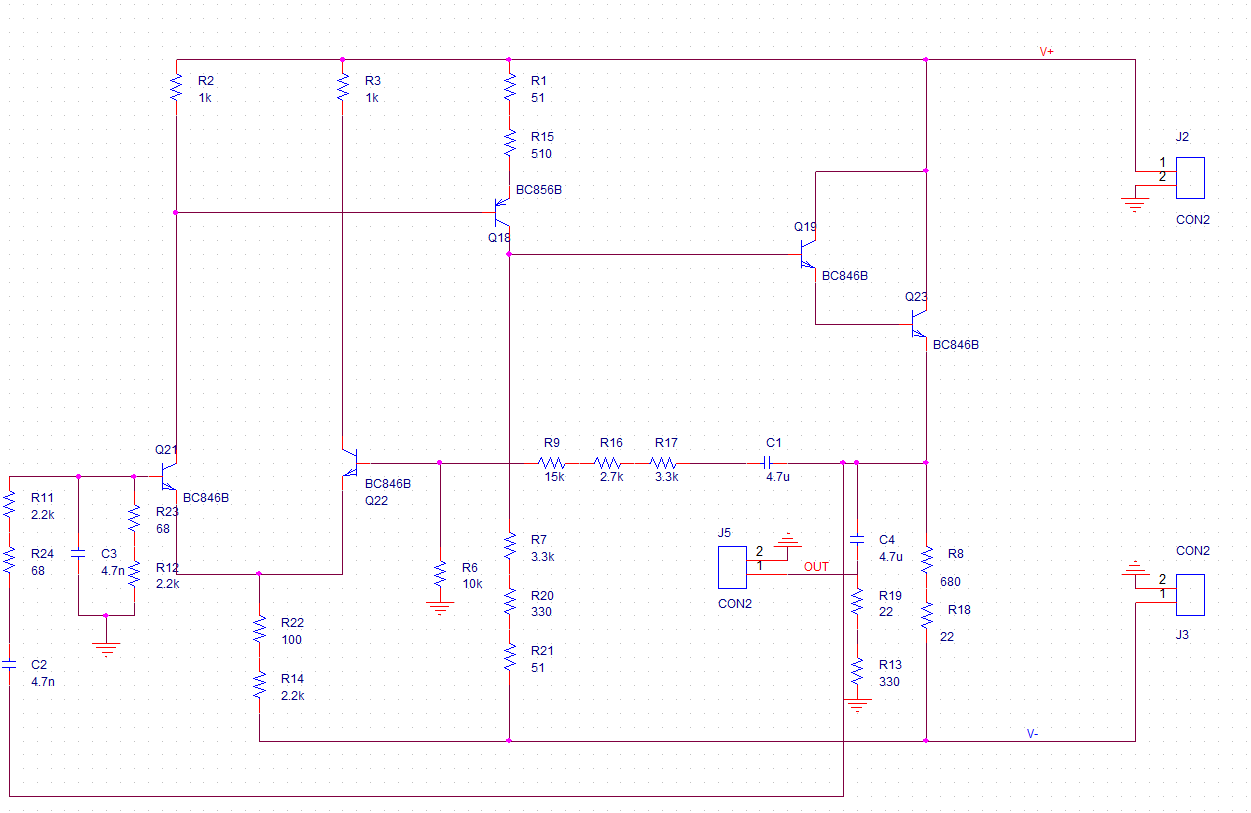 V+
R2
1k
R3
1k
R1
51
R15
510
J2
1
2
CON2
BC856B
Q18
Q19
BC846B
Q23
BC846B
Q21
BC846B
BC846B
Q22
R9
15k
R16
2.7k
R17
3.3k
C1
4.7u
R11
2.2k
R23
68
R24
68
C3
4.7n
R12
2.2k
R6
10k
R7
3.3k
J5
2
1
OUT
CON2
C4
4.7u
R8
680
CON2
2
1
J3
R20
330
R19
22
R18
22
R22
100
R21
51
R13
330
C2
4.7n
R14
2.2k
V-